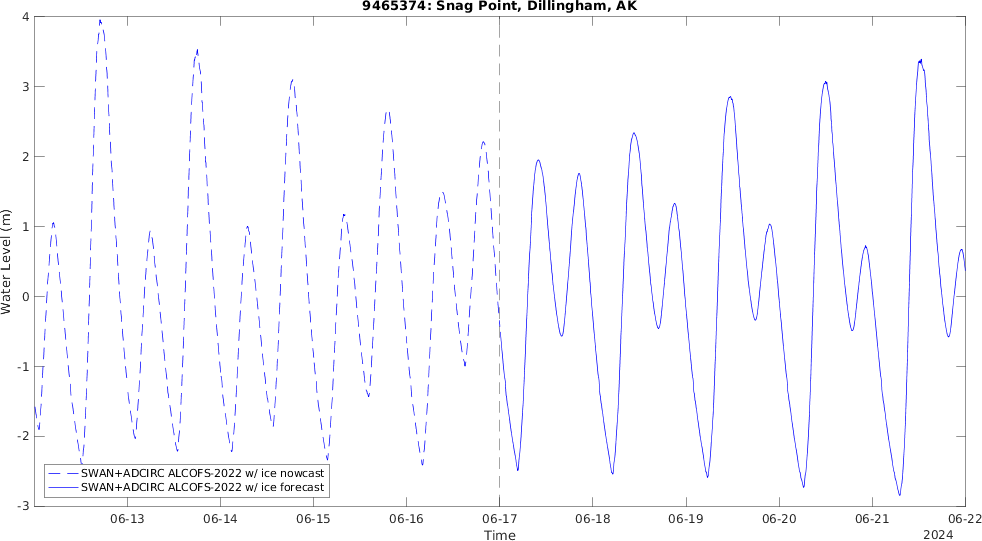 9465374: Snag Point, Dillingham, AK
4
3
2
1
0
-1
-2
-3
Water Level (m)
SWAN+ADCIRC ALCOFS-2022 w/ ice nowcast
SWAN+ADCIRC ALCOFS-2022 w/ ice forecast
06-13 06-14 06-15 06-16 06-17 06-18 06-19 06-20 06-21 06-22
Time
2024